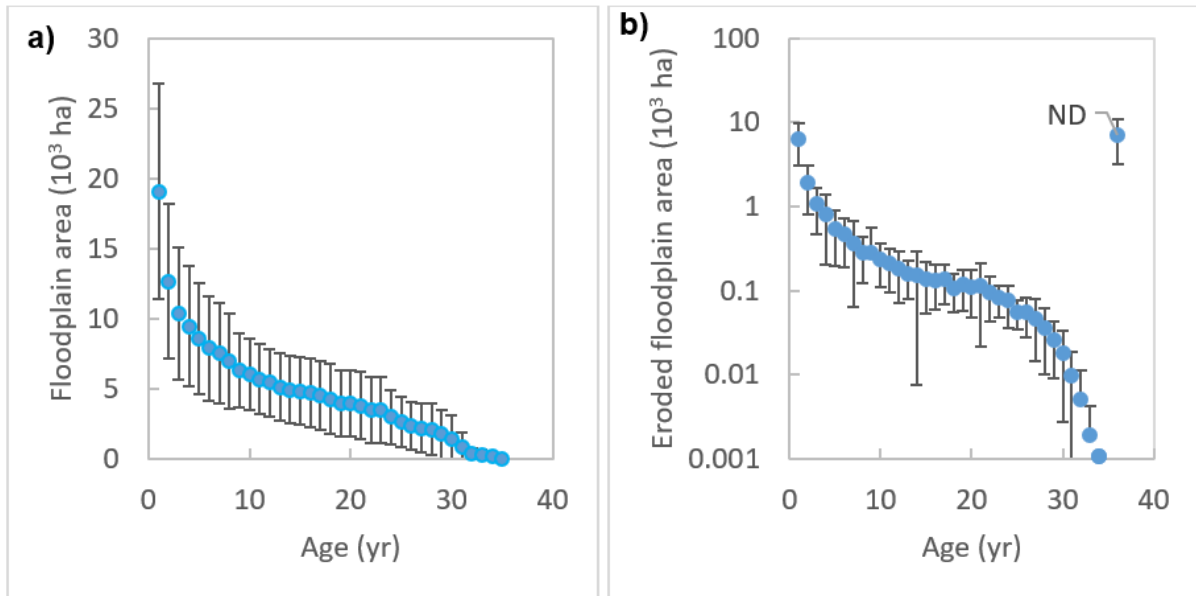 a)
Floodplain area (10³ ha)
30
25
20
15
10
5
0
0 10 20 30 40
Age (yr)
b)
Eroded floodplain area (10³ ha)
100
10
1
0.1
0.01
0.001
ND
0 10 20 30 40
Age (yr)